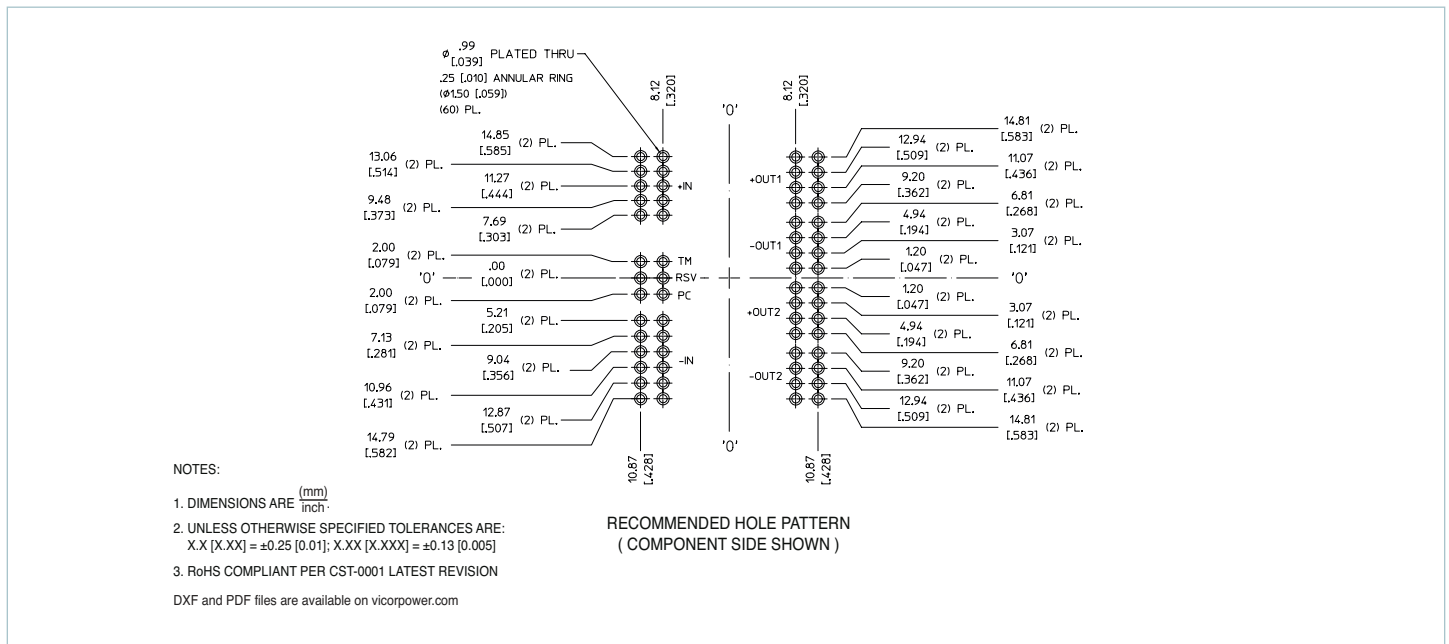 ø .99 PLATED THRU
[.039]
.25 [.010] ANNULAR RING
(ø1.50 [.059])
(60) PL.
8.12
[.320]
'0'
8.12
[.320]
14.85
[.585] (2) PL.
13.06
[.514] (2) PL.
11.27
[.444] (2) PL.
9.48
[.373] (2) PL.
7.69
[.303] (2) PL.
2.00
[.079] (2) PL.
'0'
.00
[.000] (2) PL.
2.00
[.079] (2) PL.
5.21
[.205] (2) PL.
7.13
[.281] (2) PL.
9.04
[.356] (2) PL.
10.96
[.431] (2) PL.
12.87
[.507] (2) PL.
14.79
[.582] (2) PL.
+IN
TM
RSV
PC
-IN
+OUT1
-OUT1
+OUT2
-OUT2
14.81
[.583] (2) PL.
12.94
[.509] (2) PL.
11.07
[.436] (2) PL.
9.20
[.362] (2) PL.
6.81
[.268] (2) PL.
4.94
[.194] (2) PL.
3.07
[.121] (2) PL.
1.20
[.047] (2) PL.
'0'
1.20
[.047] (2) PL.
3.07
[.121] (2) PL.
4.94
[.194] (2) PL.
6.81
[.268] (2) PL.
9.20
[.362] (2) PL.
11.07
[.436] (2) PL.
12.94
[.509] (2) PL.
14.81
[.583] (2) PL.
10.87
[.428]
'0'
10.87
[.428]
NOTES:
1. DIMENSIONS ARE (mm)
inch.
2. UNLESS OTHERWISE SPECIFIED TOLERANCES ARE:
X.X [X.XX] = ±0.25 [0.01]; X.XX [X.XXX] = ±0.13 [0.005]
3. RoHS COMPLIANT PER CST-0001 LATEST REVISION
DXF and PDF files are available on vicorpower.com
RECOMMENDED HOLE PATTERN
( COMPONENT SIDE SHOWN )